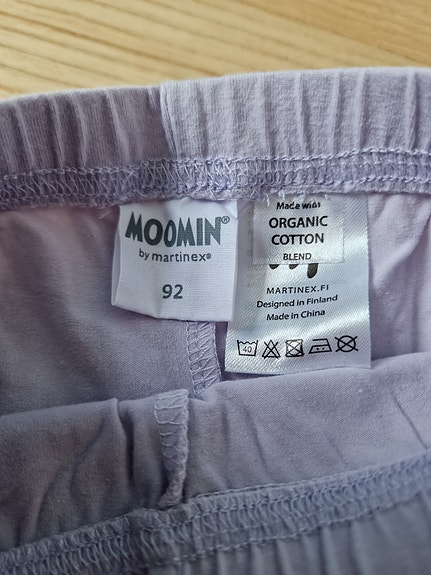 MOOMIN®
by martinex®
92
Made with
ORGANIC
COTTON
BLEND
MARTINEX.FI
Designed in Finland
Made in China
40